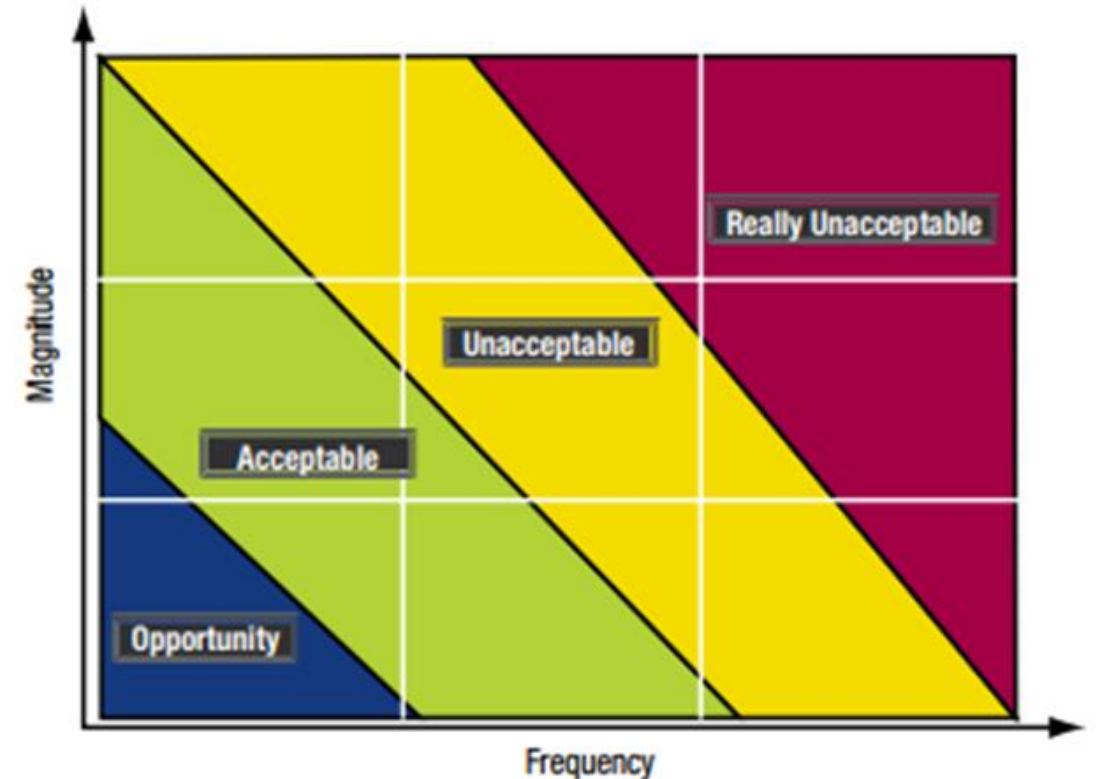 Really Unacceptable
Magnitude
Unacceptable
Acceptable
Opportunity
Frequency